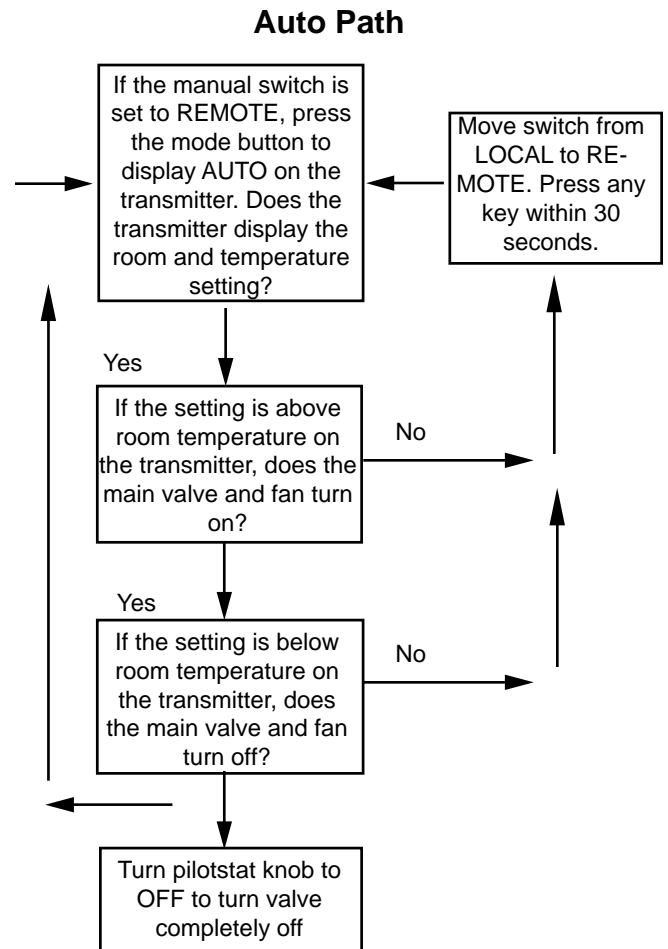 Auto Path
If the manual switch is
set to REMOTE, press
the mode button to
display AUTO on the
transmitter. Does the
transmitter display the
room and temperature
setting?
Move switch from
LOCAL to RE-
MOTE. Press any
key within 30
seconds.
Yes
If the setting is above
room temperature on
the transmitter, does the
main valve and fan turn
on?
No
Yes
If the setting is below
room temperature on
the transmitter, does
the main valve and fan
turn off?
No
Turn pilotstat knob to
OFF to turn valve
completely off